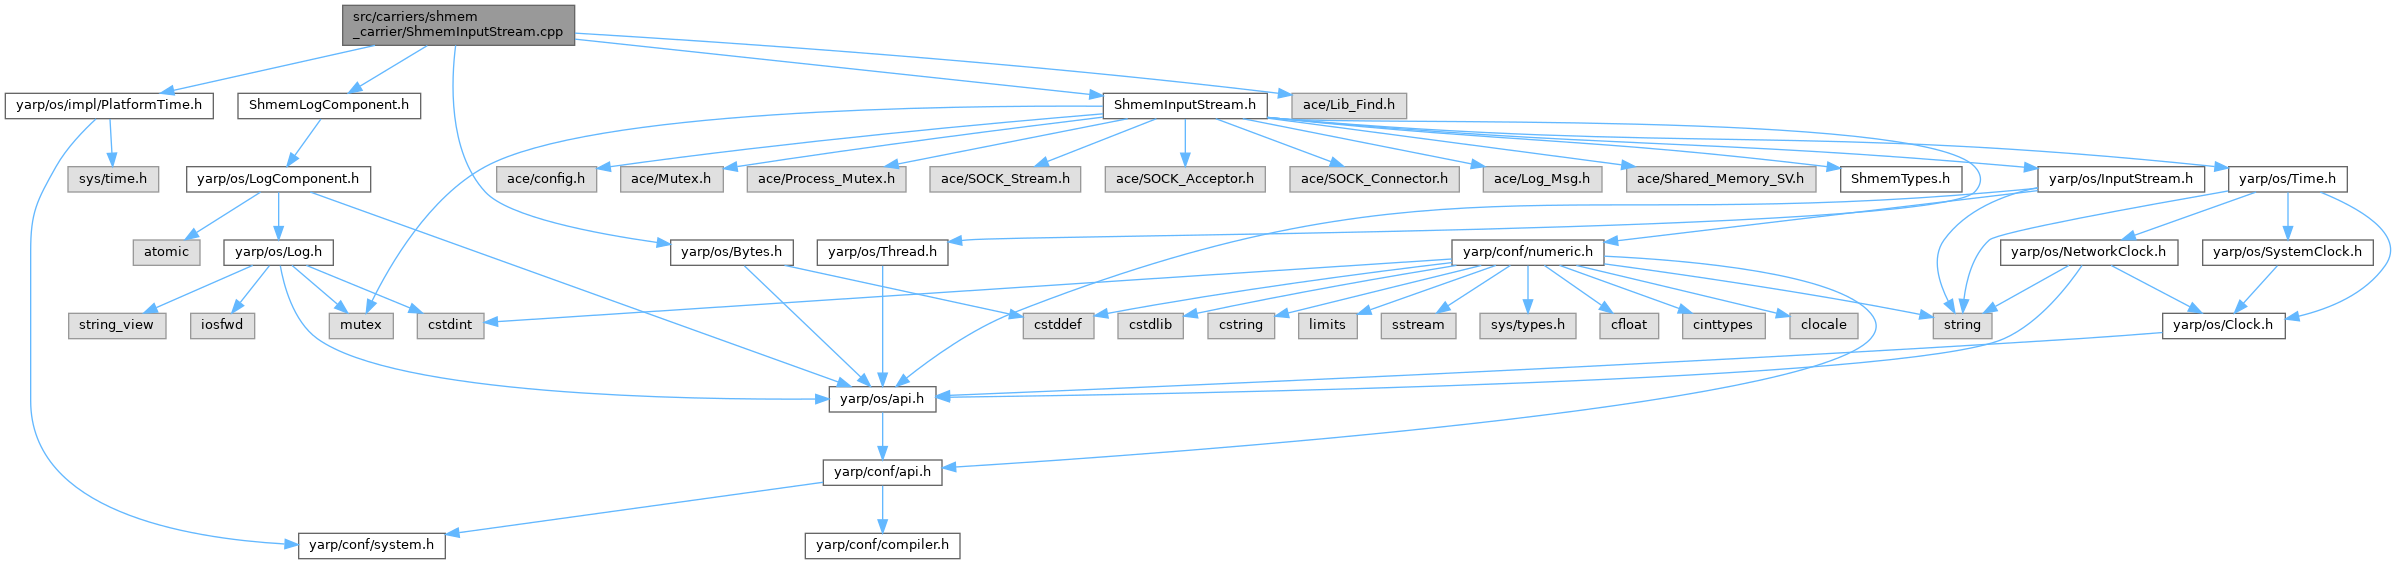 src/carriers/shmem
_carrier/ShmemInputStream.cpp
yarp/os/impl/PlatformTime.h
ShmemLogComponent.h
ShmemInputStream.h
ace/Lib_Find.h
sys/time.h
yarp/os/LogComponent.h
ace/config.h
ace/Mutex.h
ace/Process_Mutex.h
ace/SOCK_Stream.h
ace/SOCK_Acceptor.h
ace/SOCK_Connector.h
ace/Log_Msg.h
ace/Shared_Memory_SV.h
ShmemTypes.h
yarp/os/InputStream.h
yarp/os/Time.h
atomic
yarp/os/Log.h
yarp/os/Bytes.h
yarp/os/Thread.h
yarp/conf/numeric.h
yarp/os/NetworkClock.h
yarp/os/SystemClock.h
string_view
iosfwd
mutex
cstdint
cstddef
cstdlib
cstring
limits
sstream
sys/types.h
cfloat
cinttypes
clocale
string
yarp/os/Clock.h
yarp/os/api.h
yarp/conf/api.h
yarp/conf/system.h
yarp/conf/compiler.h